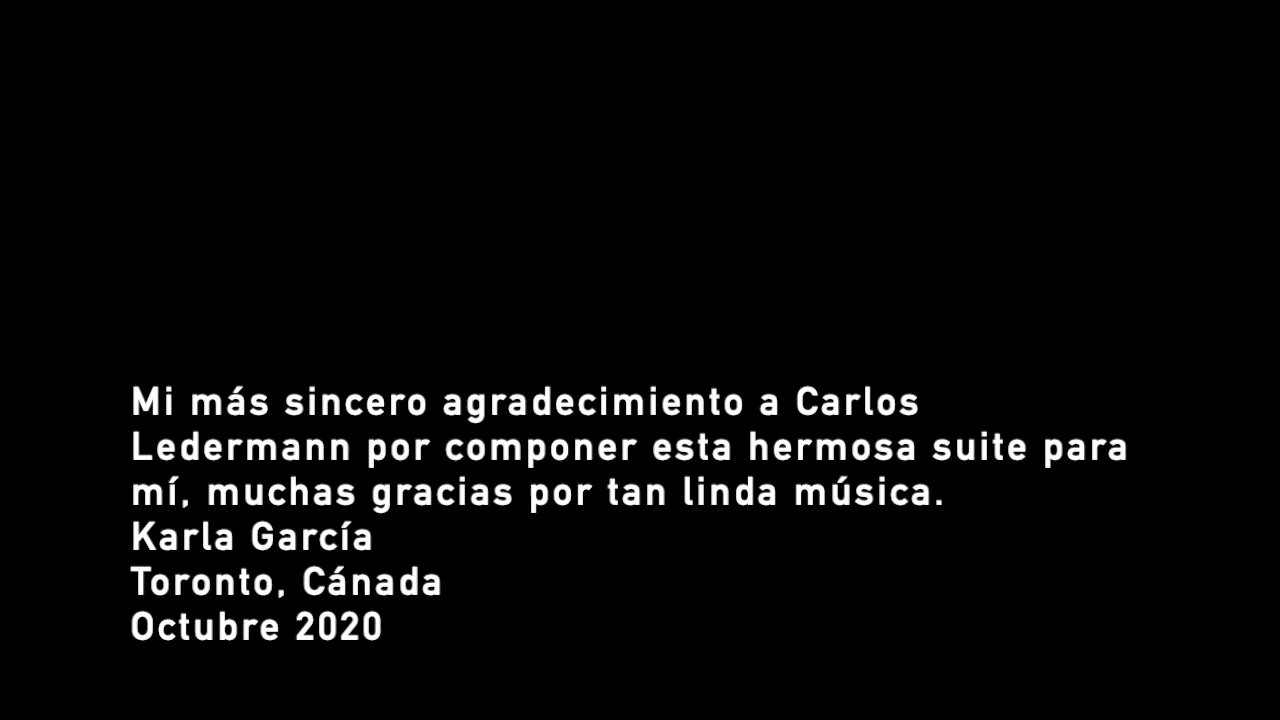 Mi más sincero agradecimiento a Carlos
Ledermann por componer esta hermosa suite para
mí, muchas gracias por tan linda música.
Karla García
Toronto, Cánada
Octubre 2020